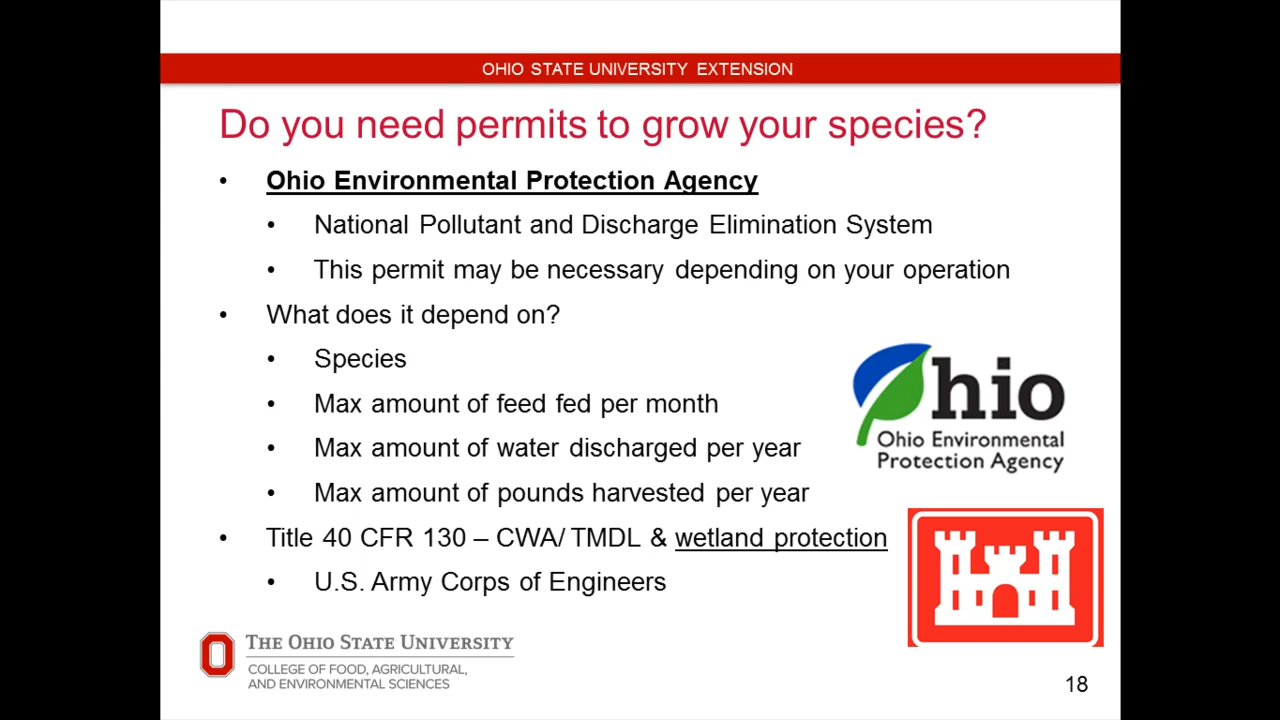 OHIO STATE UNIVERSITY EXTENSION
Do you need permits to grow your species?
• Ohio Environmental Protection Agency
• National Pollutant and Discharge Elimination System
• This permit may be necessary depending on your operation
• What does it depend on?
• Species
• Max amount of feed fed per month
• Max amount of water discharged per year
• Max amount of pounds harvested per year
• Title 40 CFR 130 – CWA/ TMDL & wetland protection
• U.S. Army Corps of Engineers
Ohio
Ohio Environmental
Protection Agency
THE OHIO STATE UNIVERSITY
COLLEGE OF FOOD, AGRICULTURAL,
AND ENVIRONMENTAL SCIENCES
18